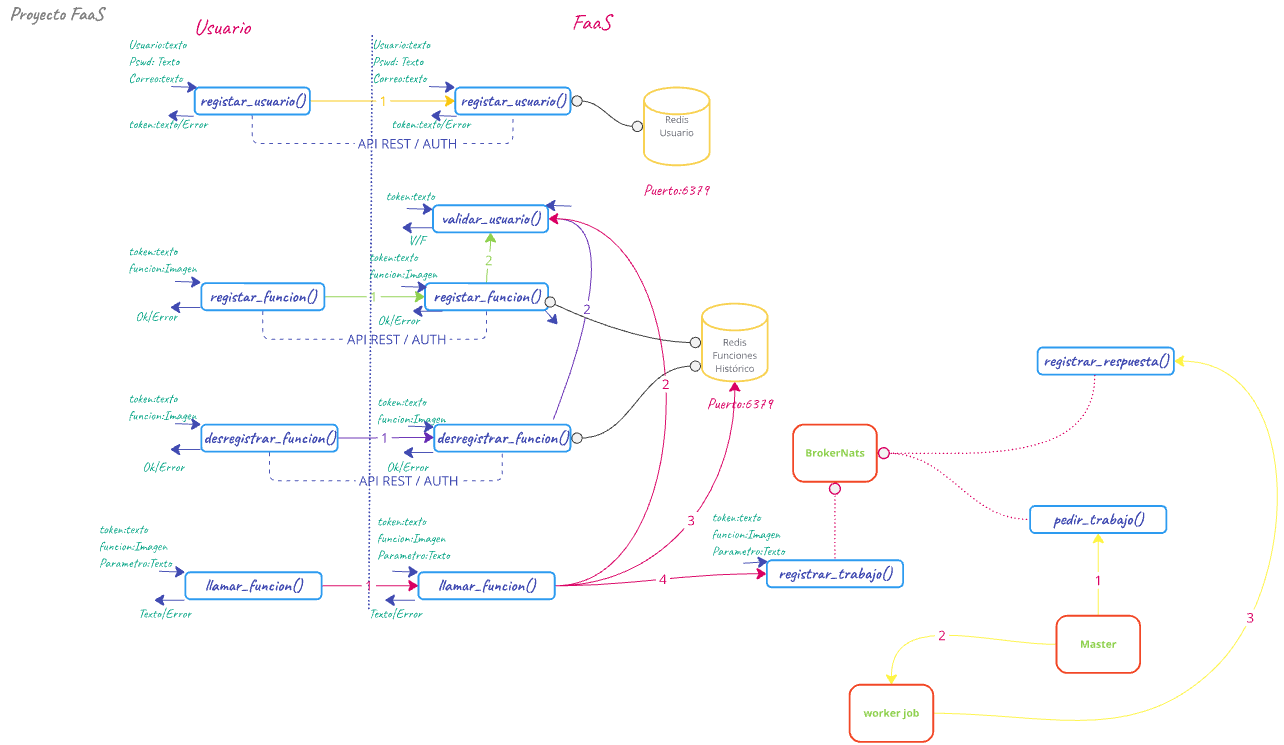 Proyecto FaaS
Usuario
FaaS
Usuario:texto
Pswd: Texto
Correo:texto
registar_usuario()
token:texto/Error
1
Usuario:texto
Pswd: Texto
Correo:texto
registar_usuario()
token:texto/Error
API REST / AUTH
Redis
Usuario
Puerto:6379
token:texto
validar_usuario()
V/F
2
token:texto
funcion:Imagen
registar_funcion()
Ok/Error
1
token:texto
funcion:Imagen
registar_funcion()
Ok/Error
API REST / AUTH
2
Redis
Funciones
Histórico
Puerto:6379
token:texto
funcion:Imagen
desregistrar_funcion()
Ok/Error
1
token:texto
funcion:Imagen
desregistrar_funcion()
Ok/Error
API REST / AUTH
2
3
4
token:texto
funcion:Imagen
Parametro:Texto
llamar_funcion()
Texto/Error
1
token:texto
funcion:Imagen
Parametro:Texto
llamar_funcion()
Texto/Error
token:texto
funcion:Imagen
Parametro:Texto
registrar_trabajo()
BrokerNats
registrar_respuesta()
pedir_trabajo()
1
Master
2
worker job
3